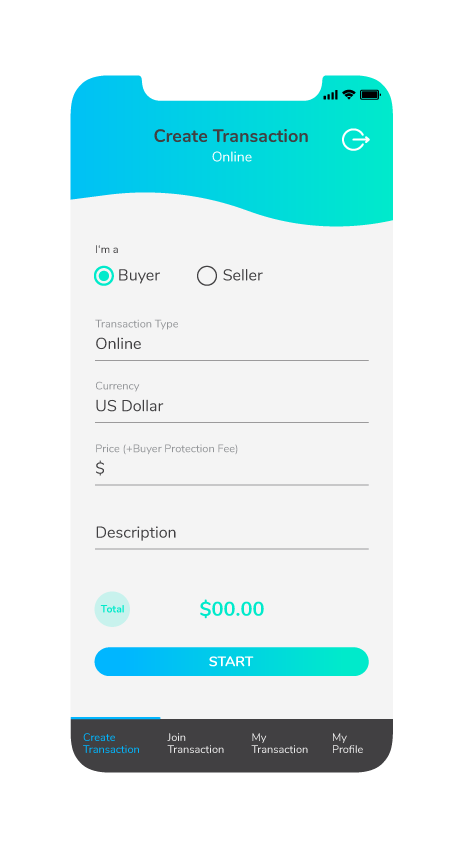 Create Transaction
Online
I'm a
Buyer
Seller
Transaction Type
Online
Currency
US Dollar
Price (+Buyer Protection Fee)
$
Description
Total
$00.00
START
Create
Transaction
Join
Transaction
My
Transaction
My
Profile